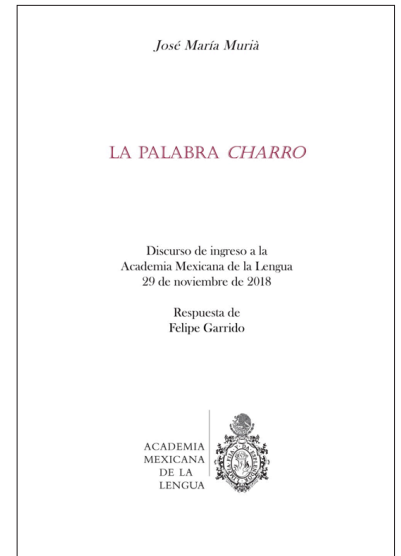 José María Murià
LA PALABRA CHARRO
Discurso de ingreso a la
Academia Mexicana de la Lengua
29 de noviembre de 2018
Respuesta de
Felipe Garrido
ACADEMIA
MEXICANA
DE LA
LENGUA